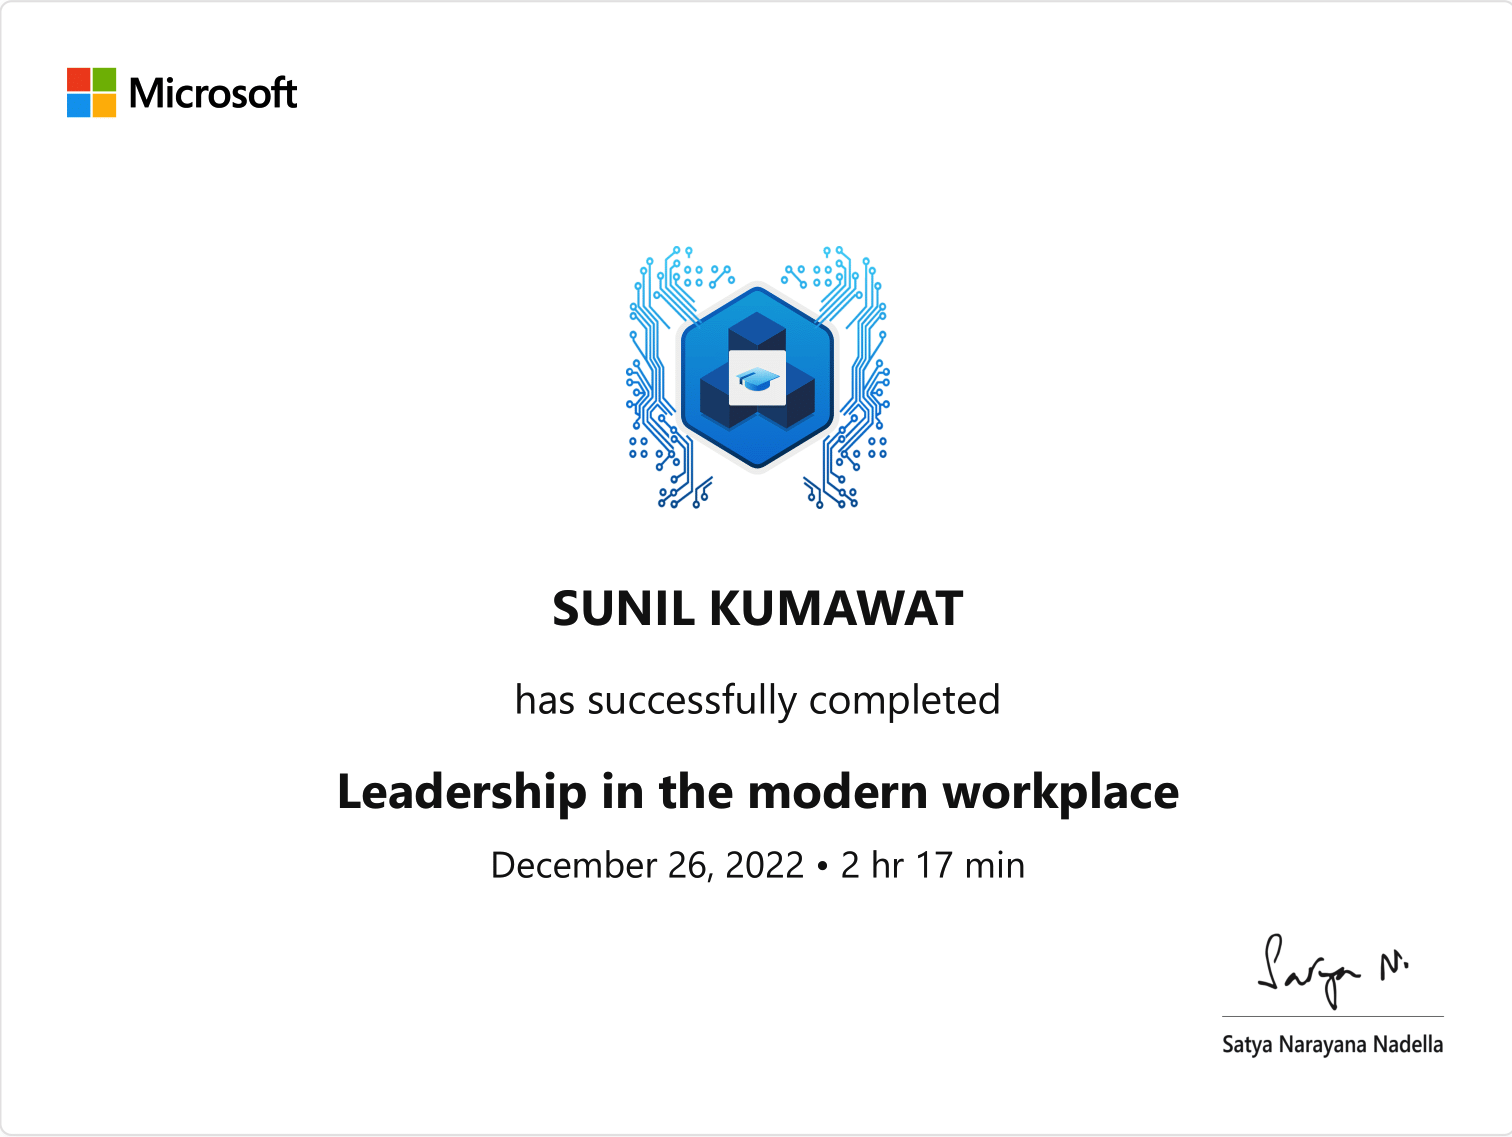 Microsoft
SUNIL KUMAWAT
has successfully completed
Leadership in the modern workplace
December 26, 2022 • 2 hr 17 min
Satya N.
Satya Narayana Nadella